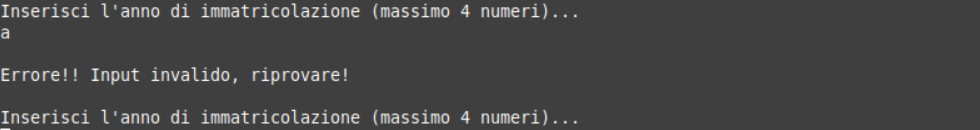 Inserisci l'anno di immatricolazione (massimo 4 numeri)...
a
Errore!! Input invalido, riprovare!
Inserisci l'anno di immatricolazione (massimo 4 numeri)...